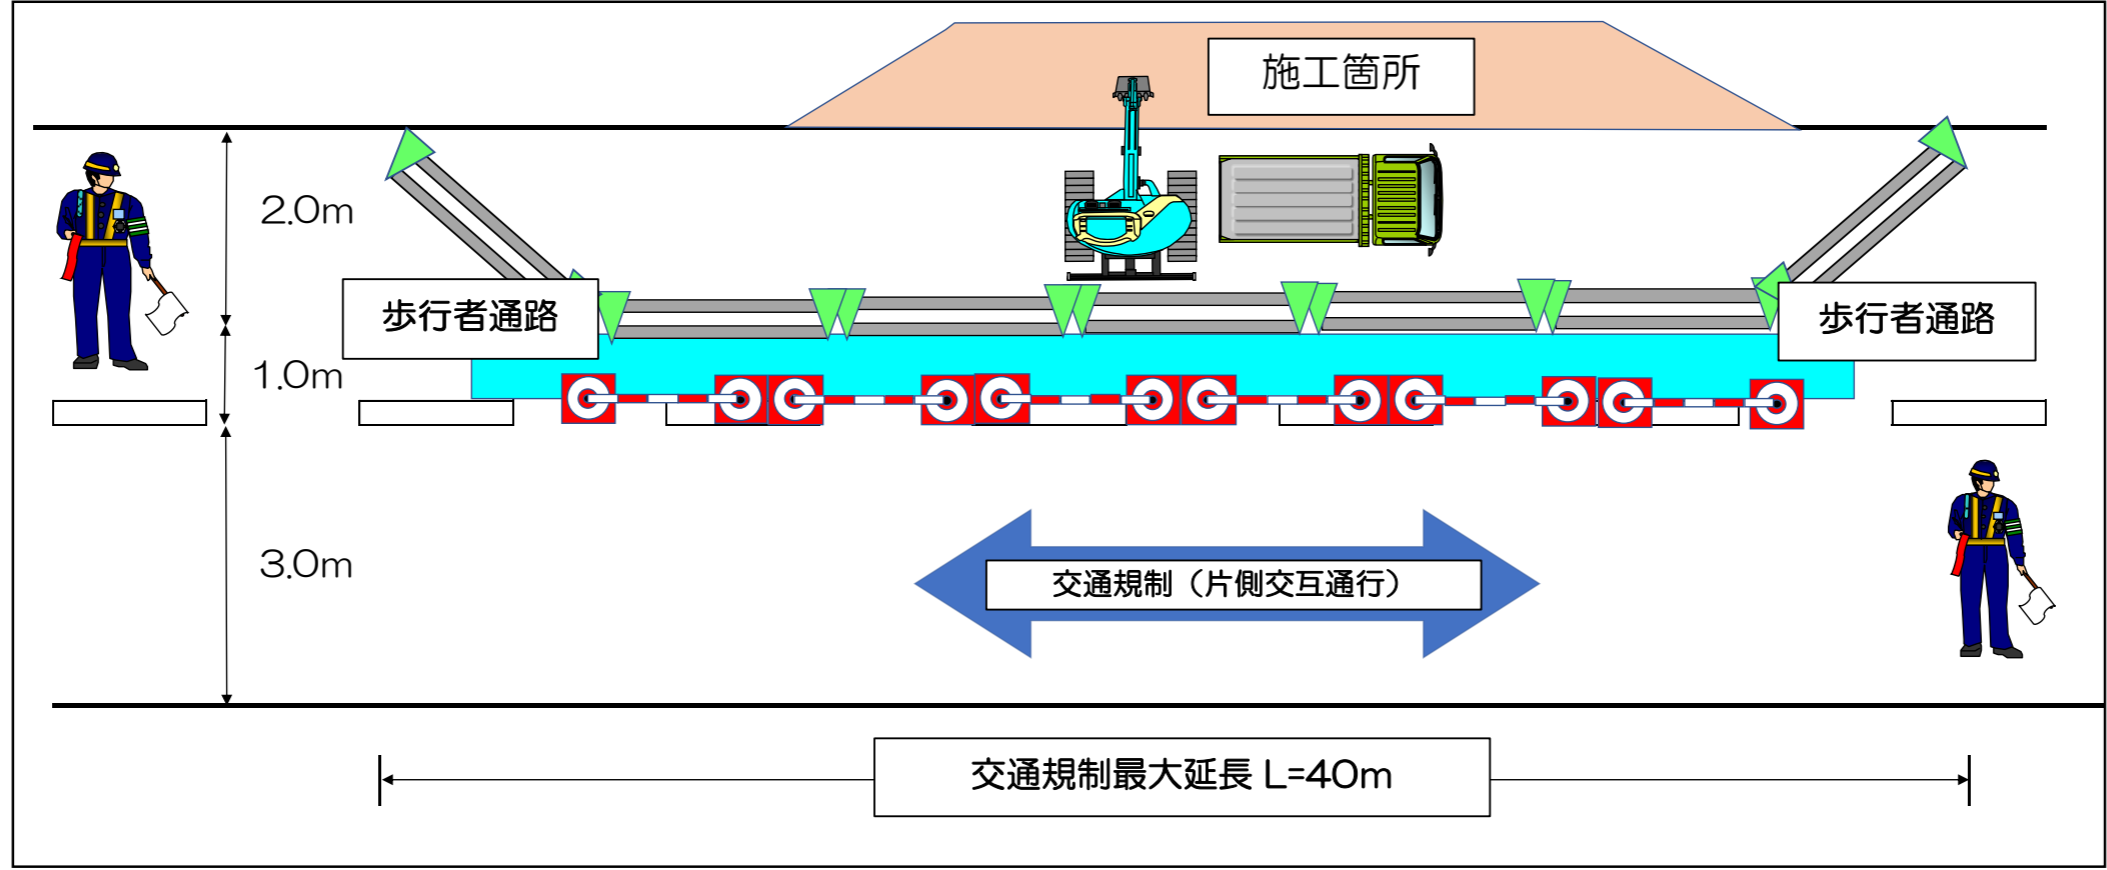 施工箇所
2.0m
歩行者通路
歩行者通路
1.0m
3.0m
交通規制（片側交互通行）
交通規制最大延長 L=40m